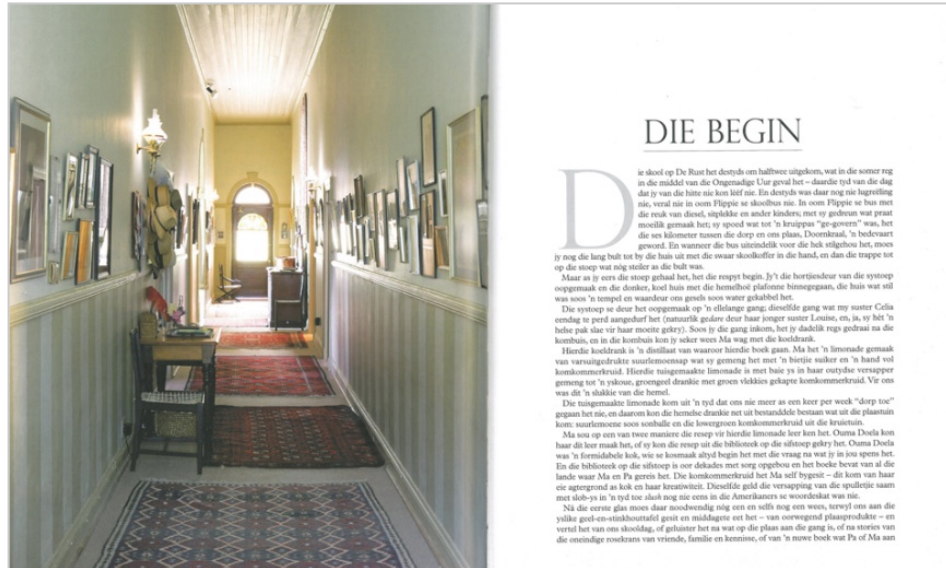 DIE BEGIN
Die skool op De Rust het destyds om halftwee uitgekom, wat in die somer reg
in die middel van die Ongenadige Uur geval het – daardie tyd van die dag
dat jy van die hitte nie kon lééf nie. En destyds was daar nog nie lugreëling
nie, veral nie in oom Flippie se skoolbus nie. In oom Flippie se bus met
die reuk van diesel, sitplekke en ander kinders; met sy gedreun wat praat
moeilik gemaak het; sy spoed wat tot 'n kruippas "ge-govern" was, het
die ses kilometer tussen die dorp en ons plaas, Doornkraal, 'n bedevaart
geword. En wanneer die bus uiteindelik voor die hek stilgehou het, moes
jy nog die lang bult tot by die huis uit met die swaar skoolkoffer in die hand, en dan die trappe tot
op die stoep wat nóg steiler as die bult was.
Maar as jy eers die stoep gehaal het, het die respyt begin. Jy't die hortjiesdeur van die systoep
oopgemaak en die donker, koel huis met die hemelhoë plafonne binnegegaan, die huis wat stil
was soos 'n tempel en waardeur ons gesels soos water gekabbel het.
Die systoep se deur het oopgemaak op 'n ellelange gang; dieselfde gang wat my suster Celia
eendag te perd aangedurf het (natuurlik gedare deur haar jonger suster Louise, en, ja, sy hét 'n
helse pak slae vir haar moeite gekry). Soos jy die gang inkom, het jy dadelik regs gedraai na die
kombuis, en in die kombuis kon jy seker wees Ma wag met die koeldrank.
Hierdie koeldrank is 'n distillaat van waaroor hierdie boek gaan. Ma het 'n limonade gemaak
van varsuitgedrukte suurlemoensap wat sy gemeng het met 'n bietjie suiker en 'n hand vol
komkommerkruid. Hierdie tuisgemaakte limonade is met baie ys in haar outydse versapper
gemeng tot 'n yskoue, groengeel drankie met groen vlekkies gekapte komkommerkruid. Vir ons
was dit 'n slukkie van die hemel.
Die tuisgemaakte limonade kom uit 'n tyd dat ons nie meer as een keer per week "dorp toe"
gegaan het nie, en daarom kon die hemelse drankie net uit bestanddele bestaan wat uit die plaastuin
kom: suurlemoene soos sonballe en die lowergroen komkommerkruid uit die kruietuin.
Ma sou op een van twee maniere die resep vir hierdie limonade leer ken het. Ouma Doela kon
haar dit leer maak het, of sy kon die resep uit die biblioteek op die sifstoep gekry het. Ouma Doela
was 'n formidabele kok, wie se kosmaak altyd begin het met die vraag na wat jy in jou spens het.
En die biblioteek op die sifstoep is oor dekades met sorg opgebou en het boeke bevat van al die
lande waar Ma en Pa gereis het. Die komkommerkruid het Ma self bygesit – dit kom van haar
eie agtergrond as kok en haar kreatiwiteit. Dieselfde geld die versapping van die spulletjie saam
met slob-ys in 'n tyd toe slush nog nie eens in die Amerikaners se woordeskat was nie.
Ná die eerste glas moes daar noodwendig nóg een en selfs nog een wees, terwyl ons aan die
yslike geel-en-stinkhouttafel gesit en middagete eet het – van oorwegend plaasprodukte – en
vertel het van ons skooldag, of geluister het na wat op die plaas aan die gang is, of na stories van
die oneindige rosekrans van vriende, familie en kennisse, of van 'n nuwe boek wat Pa of Ma aan